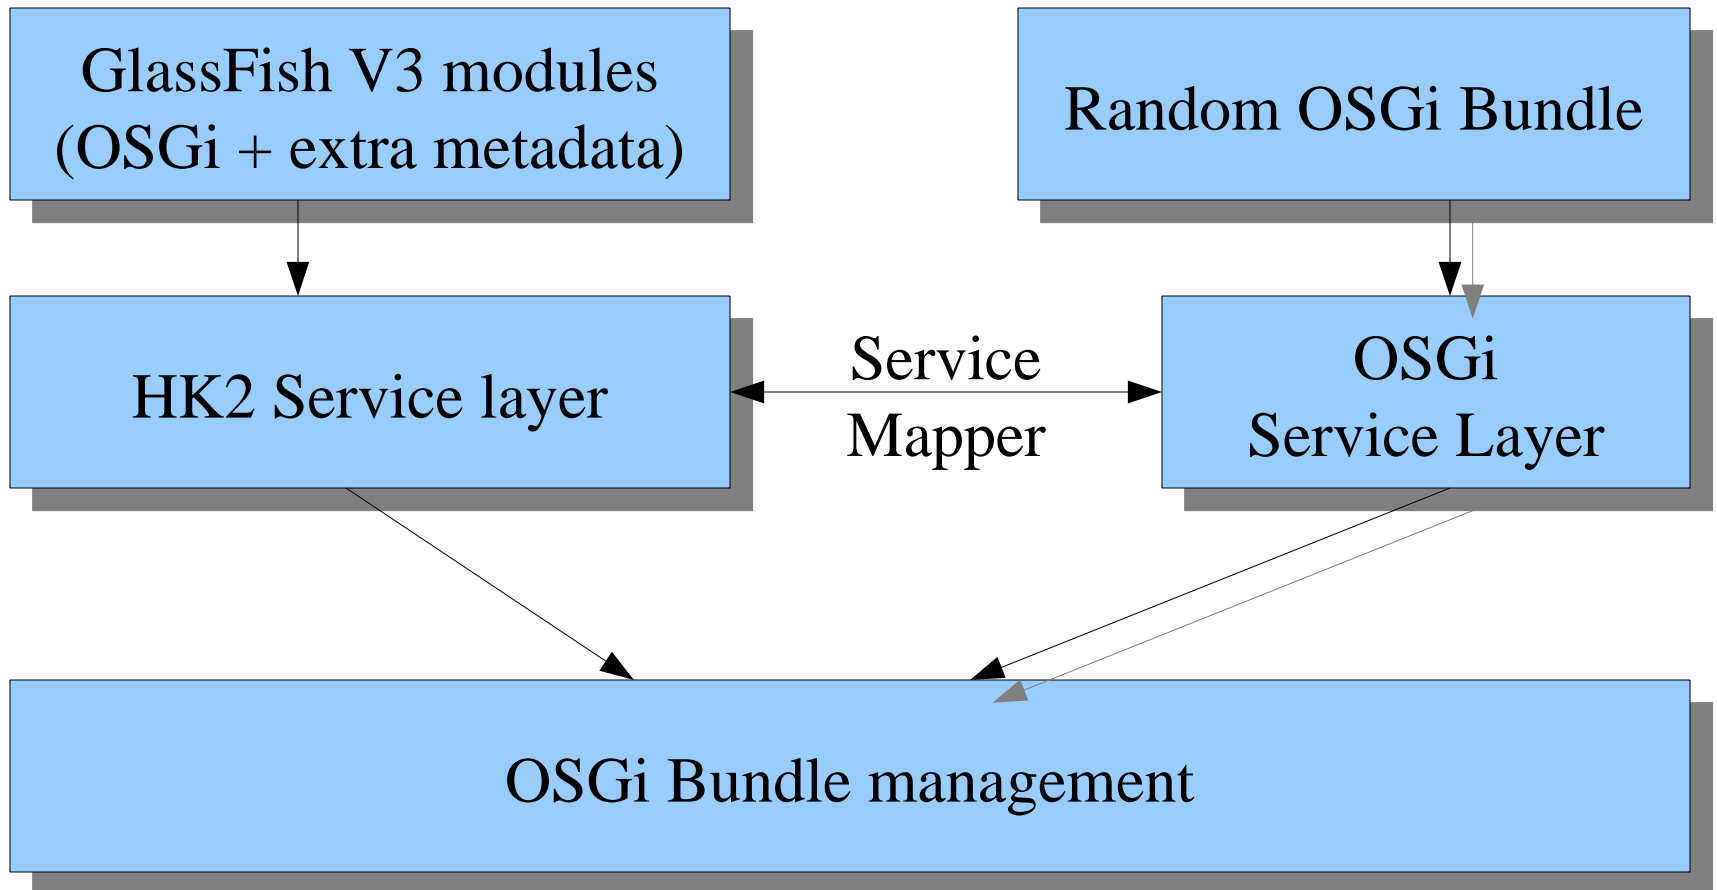 GlassFish V3 modules
(OSGi + extra metadata)
Random OSGi Bundle
HK2 Service layer
Service
Mapper
OSGi
Service Layer
OSGi Bundle management